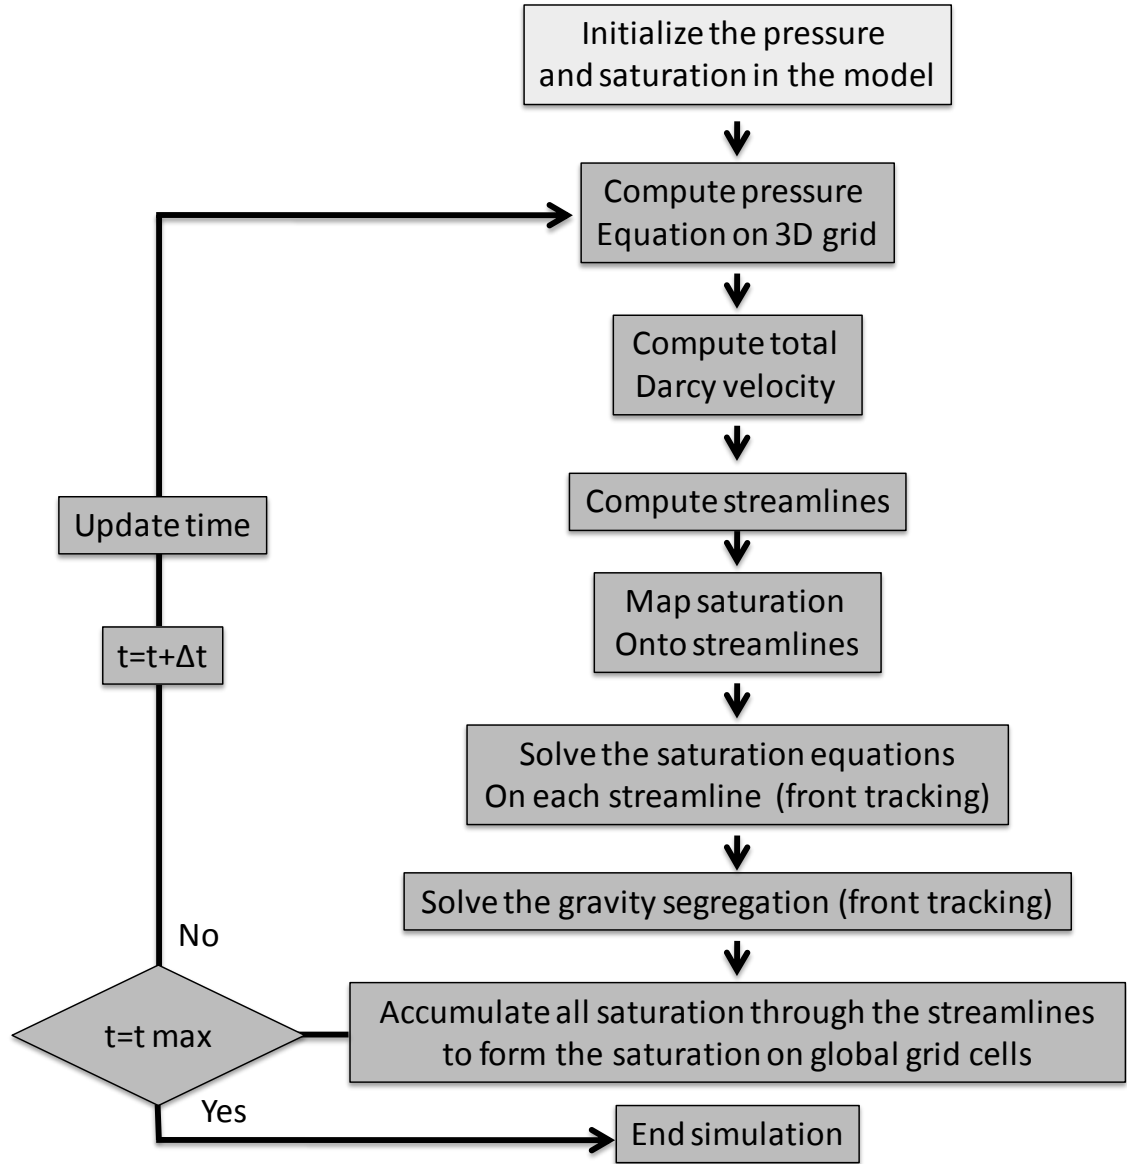 Initialize the pressure
and saturation in the model
Compute pressure
Equation on 3D grid
Compute total
Darcy velocity
Compute streamlines
Update time
Map saturation
Onto streamlines
t=t+Δt
Solve the saturation equations
On each streamline (front tracking)
Solve the gravity segregation (front tracking)
No
Accumulate all saturation through the streamlines
to form the saturation on global grid cells
t=t max
Yes
End simulation